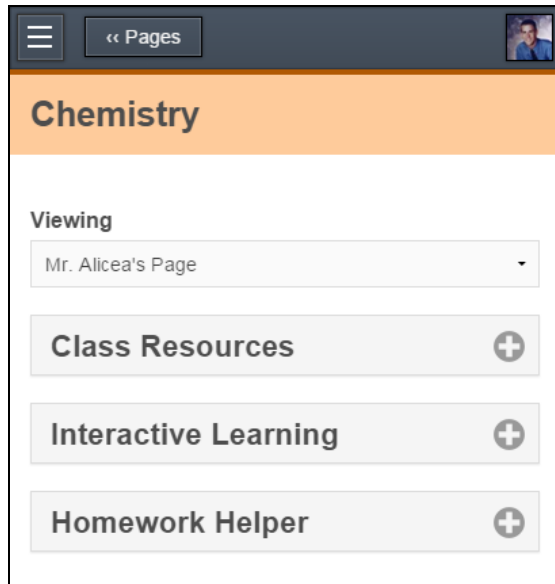 ‹‹ Pages
Chemistry
Viewing
Mr. Alicea's Page
Class Resources
Interactive Learning
Homework Helper